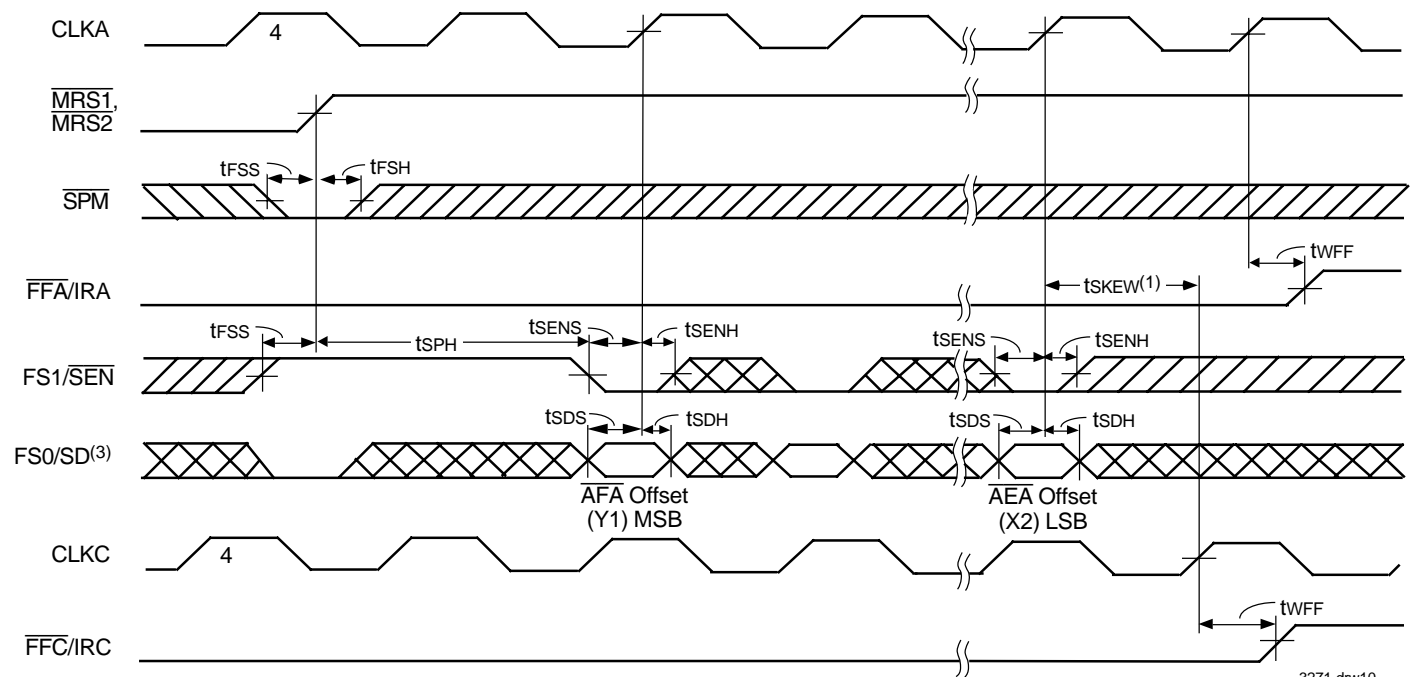 CLKA
4
MRS1,
MRS2
tFSS
tFSH
SPM
tWFF
FFA/IRA
tSKEW(1)
tFSS
tSPH
tSENS
tSENH
tSENS
tSENH
FS1/SEN
tSDS
tSDH
tSDS
tSDH
FS0/SD(3)
AFA Offset
(Y1) MSB
AEA Offset
(X2) LSB
CLKC
4
tWFF
FFC/IRC
3271 drw10